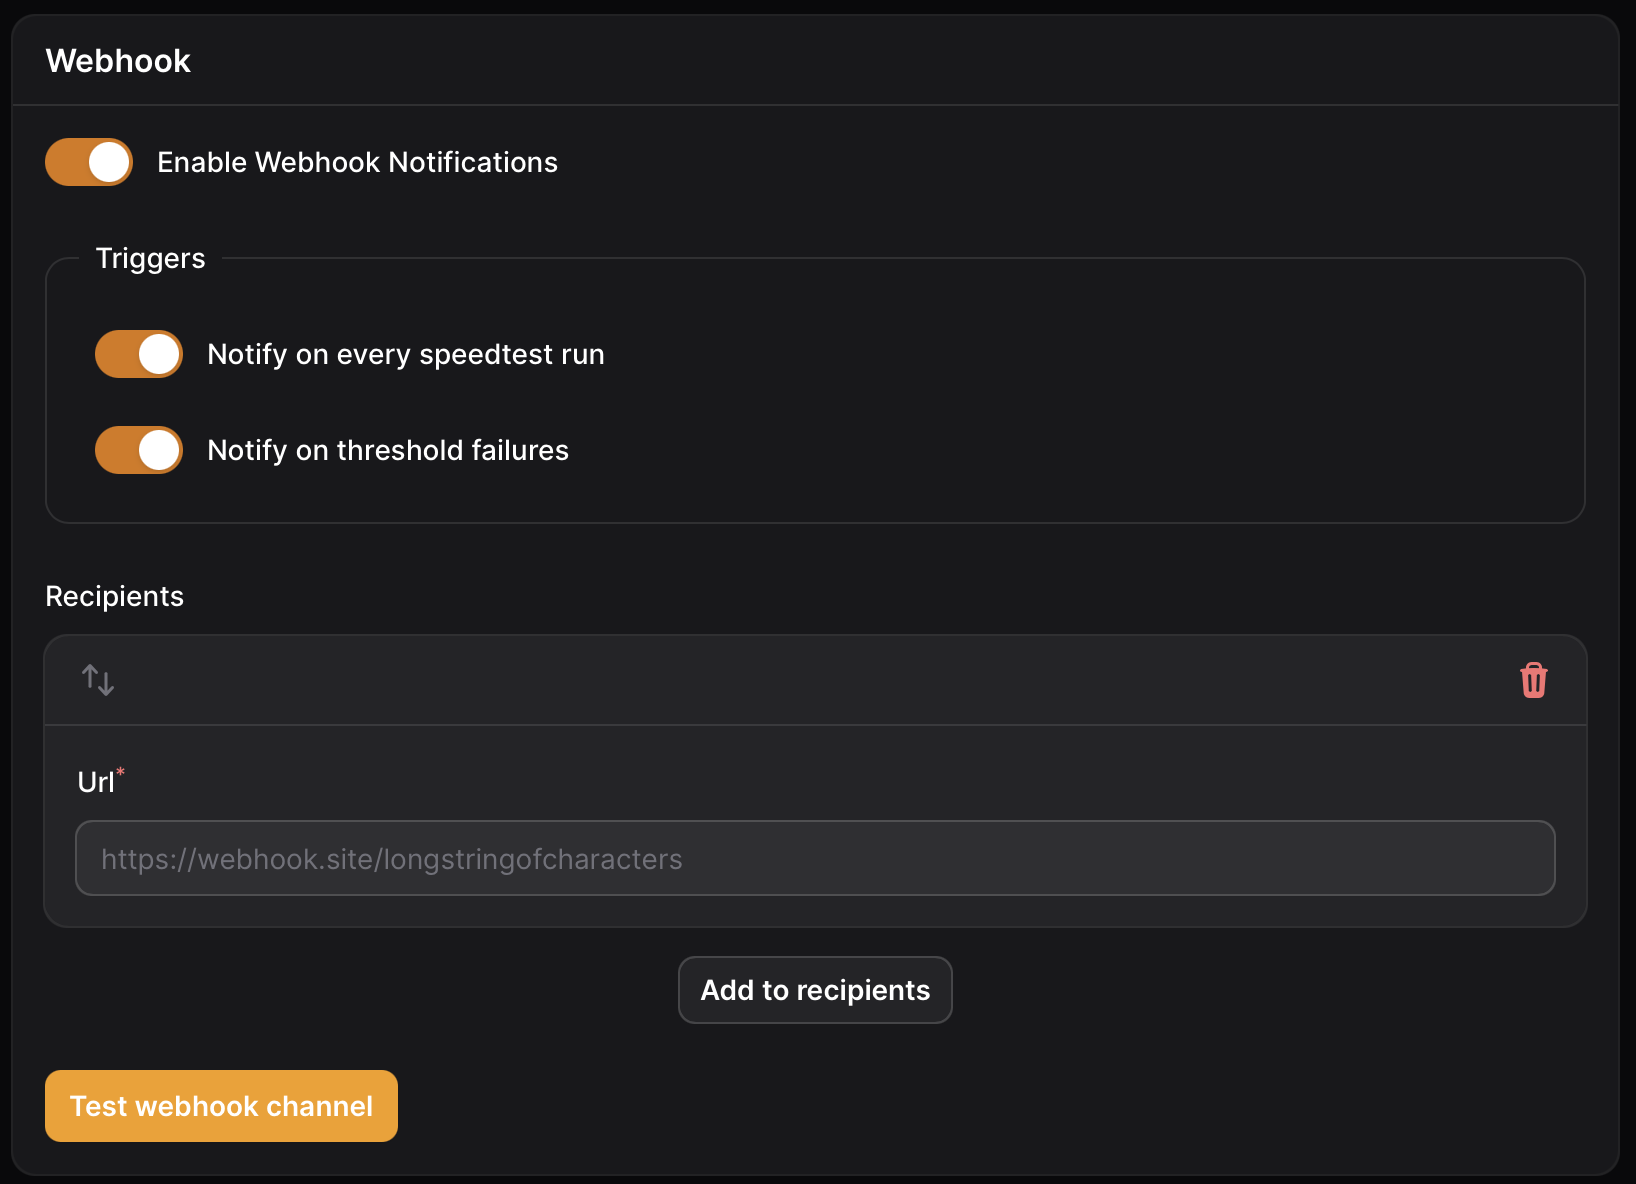 Webhook
Enable Webhook Notifications
Triggers
Notify on every speedtest run
Notify on threshold failures
Recipients
Url*
https://webhook.site/longstringofcharacters
Add to recipients
Test webhook channel